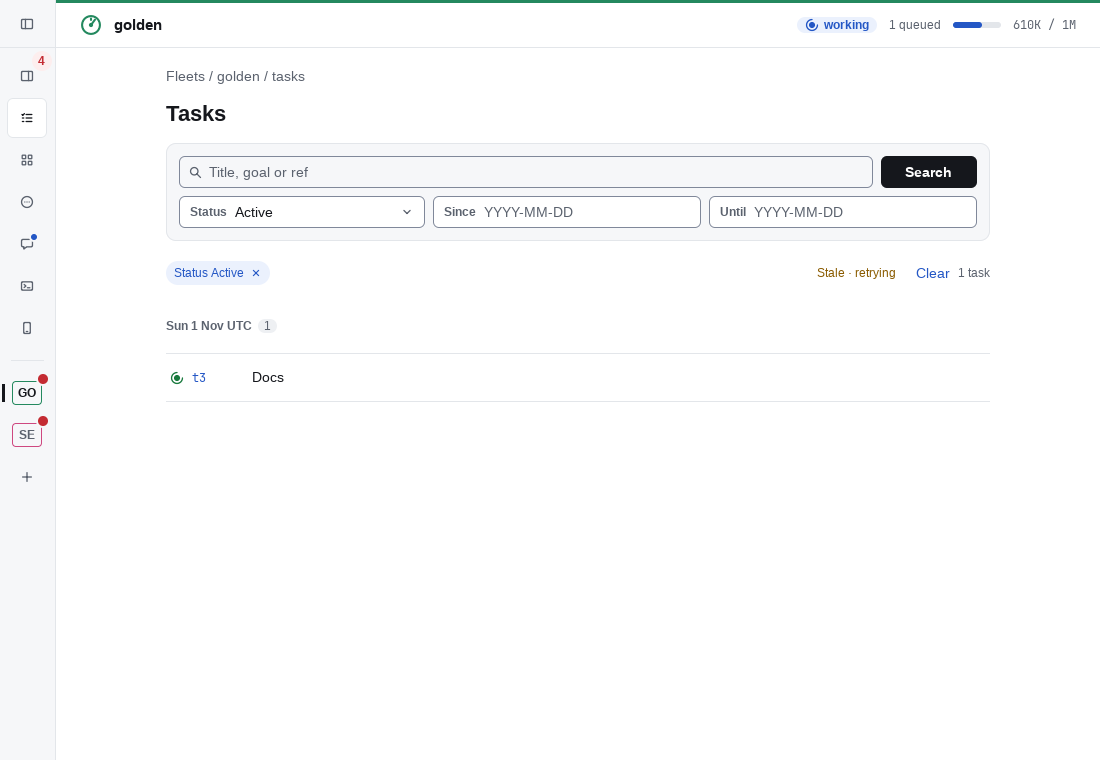 golden
working
1 queued
610K / 1M
4
Fleets / golden / tasks
Tasks
Title, goal or ref
Search
Status Active
Since YYYY-MM-DD
Until YYYY-MM-DD
Status Active ×
Stale · retrying
Clear
1 task
Sun 1 Nov UTC 1
t3 Docs
GO
SE